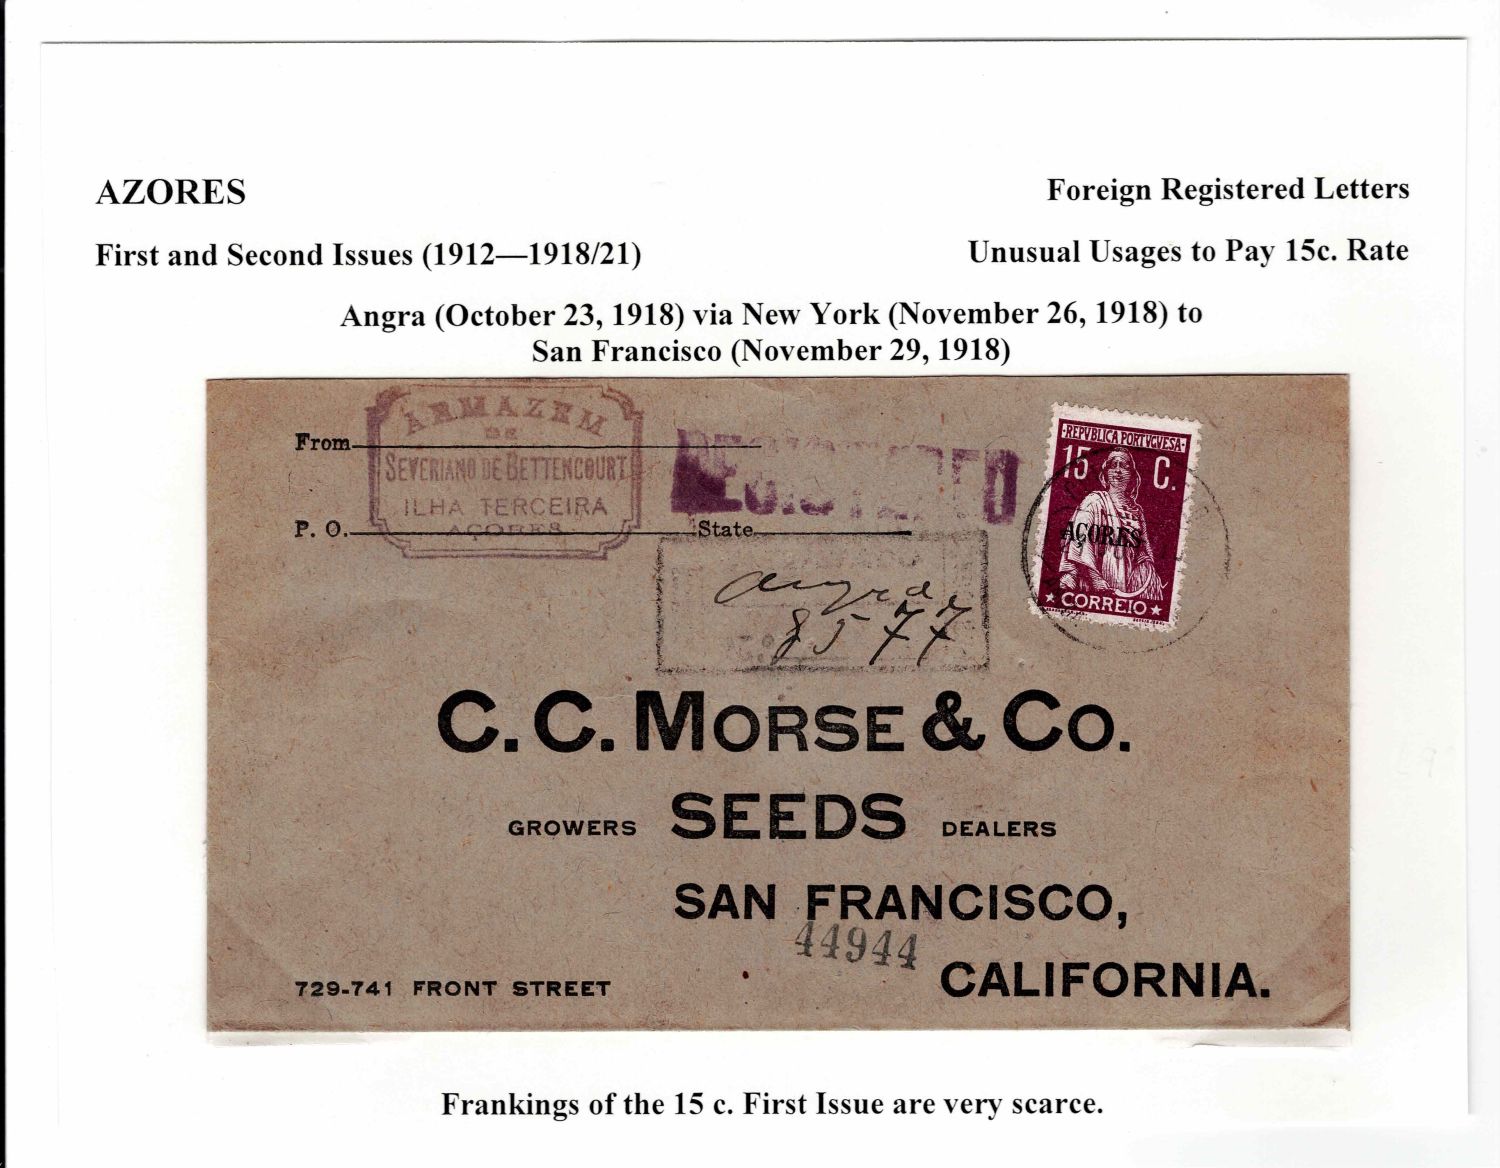 AZORES
Foreign Registered Letters
First and Second Issues (1912—1918/21)
Unusual Usages to Pay 15c. Rate
Angra (October 23, 1918) via New York (November 26, 1918) to
San Francisco (November 29, 1918)
ARMAZEM
DE
SEVERIANO DE BETTENCOURT
ILHA TERCEIRA
AÇORES
From
P. O.
State
REGISTERED
REPVBLICA PORTVGVESA
15 C.
AÇORES
CORREIO
Angra
8577
C. C. MORSE & CO.
GROWERS SEEDS DEALERS
SAN FRANCISCO,
44944
729-741 FRONT STREET
CALIFORNIA.
Frankings of the 15 c. First Issue are very scarce.